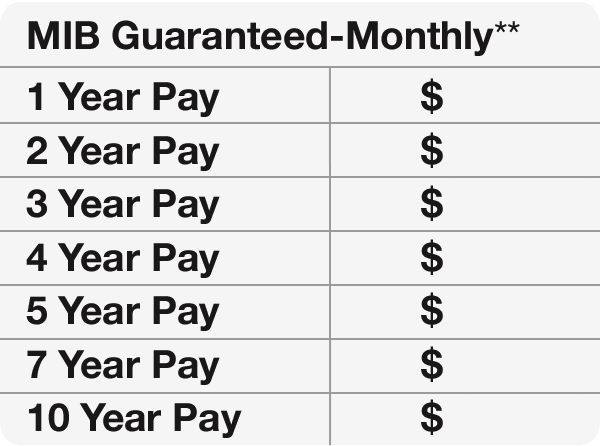 MIB Guaranteed-Monthly**
1 Year Pay $
2 Year Pay $
3 Year Pay $
4 Year Pay $
5 Year Pay $
7 Year Pay $
10 Year Pay $